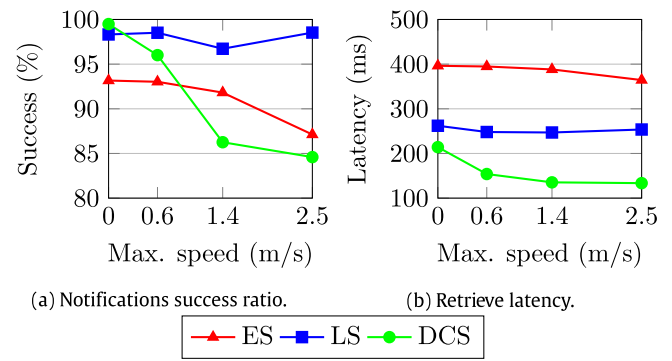 Success (%)
100
95
90
85
80
0 0.6 1.4 2.5
Max. speed (m/s)
(a) Notifications success ratio.
Latency (ms)
500
400
300
200
100
0 0.6 1.4 2.5
Max. speed (m/s)
(b) Retrieve latency.
ES LS DCS